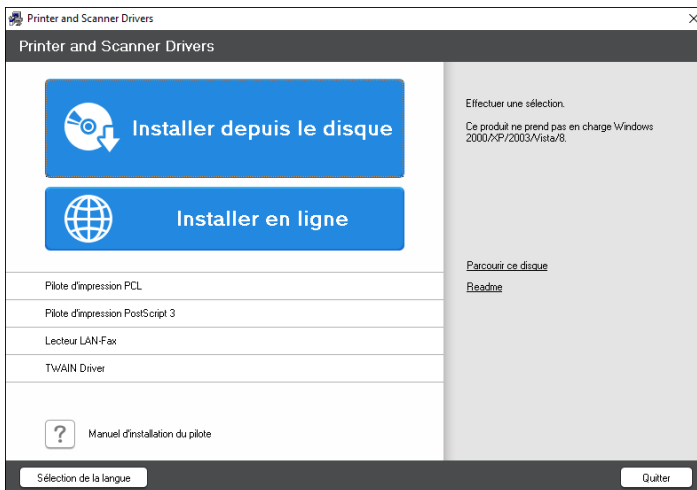 Printer and Scanner Drivers
Printer and Scanner Drivers
Installer depuis le disque
Installer en ligne
Pilote d'impression PCL
Pilote d'impression PostScript 3
Lecteur LAN-Fax
TWAIN Driver
? Manuel d'installation du pilote
Effectuer une sélection.
Ce produit ne prend pas en charge Windows
2000/XP/2003/Vista/8.
Parcourir ce disque
Readme
Sélection de la langue
Quitter